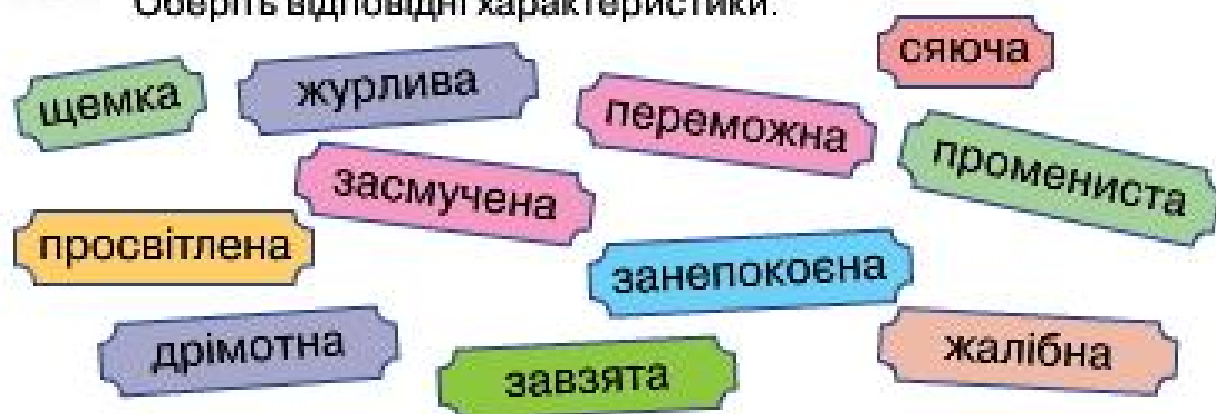 Оберіть відповідні характеристики.
сяюча
щемка
журлива
переможна
промениста
засмучена
просвітлена
занепокоєна
дрімотна
завзята
жалібна